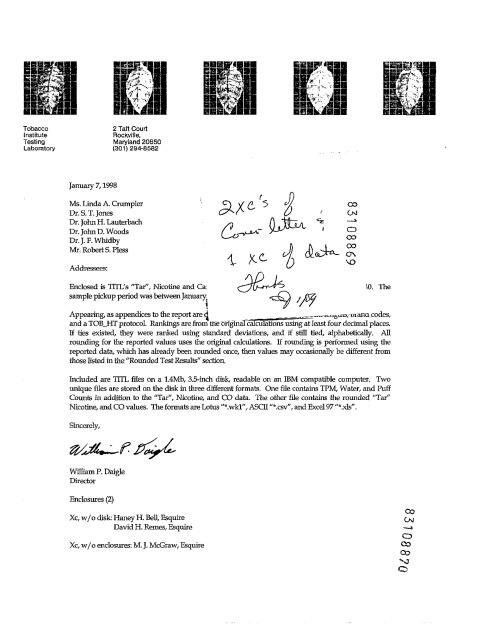 Tobacco
Institute
Testing
Laboratory
2 Taft Court
Rockville,
Maryland 20850
(301) 294-8582
January 7, 1998
Ms. Linda A. Crumpler
Dr. S. T. Jones
Dr. John H. Lauterbach
Dr. John D. Woods
Dr. J. F. Whidby
Mr. Robert S. Pless
2 XC's of
Cover letter &
1 XC of data
Thanks
1/9
83108869
Addressees:
Enclosed is TITL's "Tar", Nicotine and Ca 10. The
sample pickup period was between January
Appearing, as appendices to the report are brand codes,
and a TOB_HT protocol. Rankings are from the original calculations using at least four decimal places.
If ties existed, they were ranked using standard deviations, and if still tied, alphabetically. All
rounding for the reported values uses the original calculations. If rounding is performed using the
reported data, which has already been rounded once, then values may occasionally be different from
those listed in the "Rounded Test Results" section.
Included are TITL files on a 1.4Mb, 3.5-inch disk, readable on an IBM compatible computer. Two
unique files are stored on the disk in three different formats. One file contains TPM, Water, and Puff
Counts in addition to the "Tar", Nicotine, and CO data. The other file contains the rounded "Tar"
Nicotine, and CO values. The formats are Lotus "*.wk1", ASCII "*.csv", and Excel 97 "*.xls".
Sincerely,
William P. Daigle
William P. Daigle
Director
Enclosures (2)
Xc, w/o disk: Haney H. Bell, Esquire
David H. Remes, Esquire
Xc, w/o enclosures: M. J. McGraw, Esquire
83108870